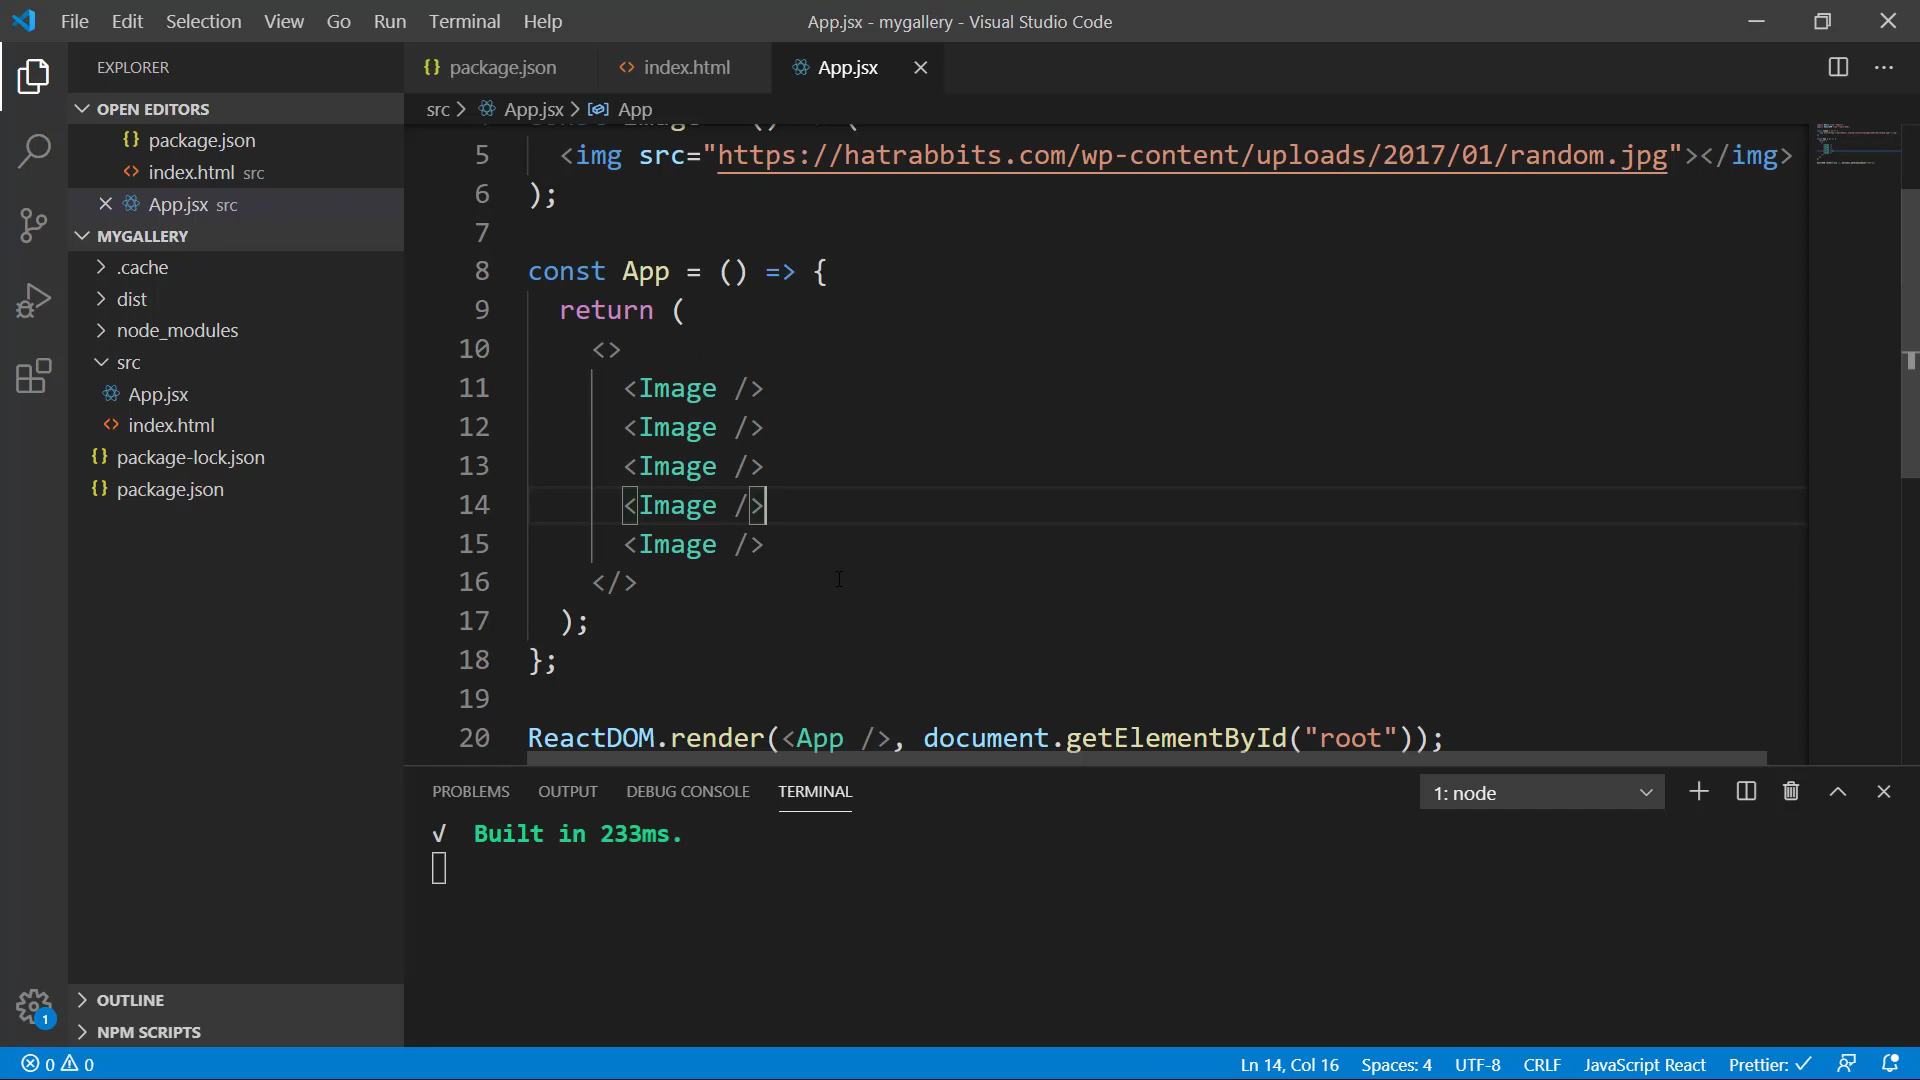 File Edit Selection View Go Run Terminal Help
App.jsx - mygallery - Visual Studio Code
EXPLORER
OPEN EDITORS
{} package.json
<> index.html src
App.jsx src
MYGALLERY
.cache
dist
node_modules
src
App.jsx
<> index.html
{} package-lock.json
{} package.json
OUTLINE
NPM SCRIPTS
1
{} package.json <> index.html App.jsx
src > App.jsx > App
5 <img src="https://hatrabbits.com/wp-content/uploads/2017/01/random.jpg"></img>
6 );
7
8 const App = () => {
9 return (
10 <>
11 <Image />
12 <Image />
13 <Image />
14 <Image />
15 <Image />
16 </>
17 );
18 };
19
20 ReactDOM.render(<App />, document.getElementById("root"));
PROBLEMS OUTPUT DEBUG CONSOLE TERMINAL 1: node
√ Built in 233ms.
0 0 Ln 14, Col 16 Spaces: 4 UTF-8 CRLF JavaScript React Prettier: ✓